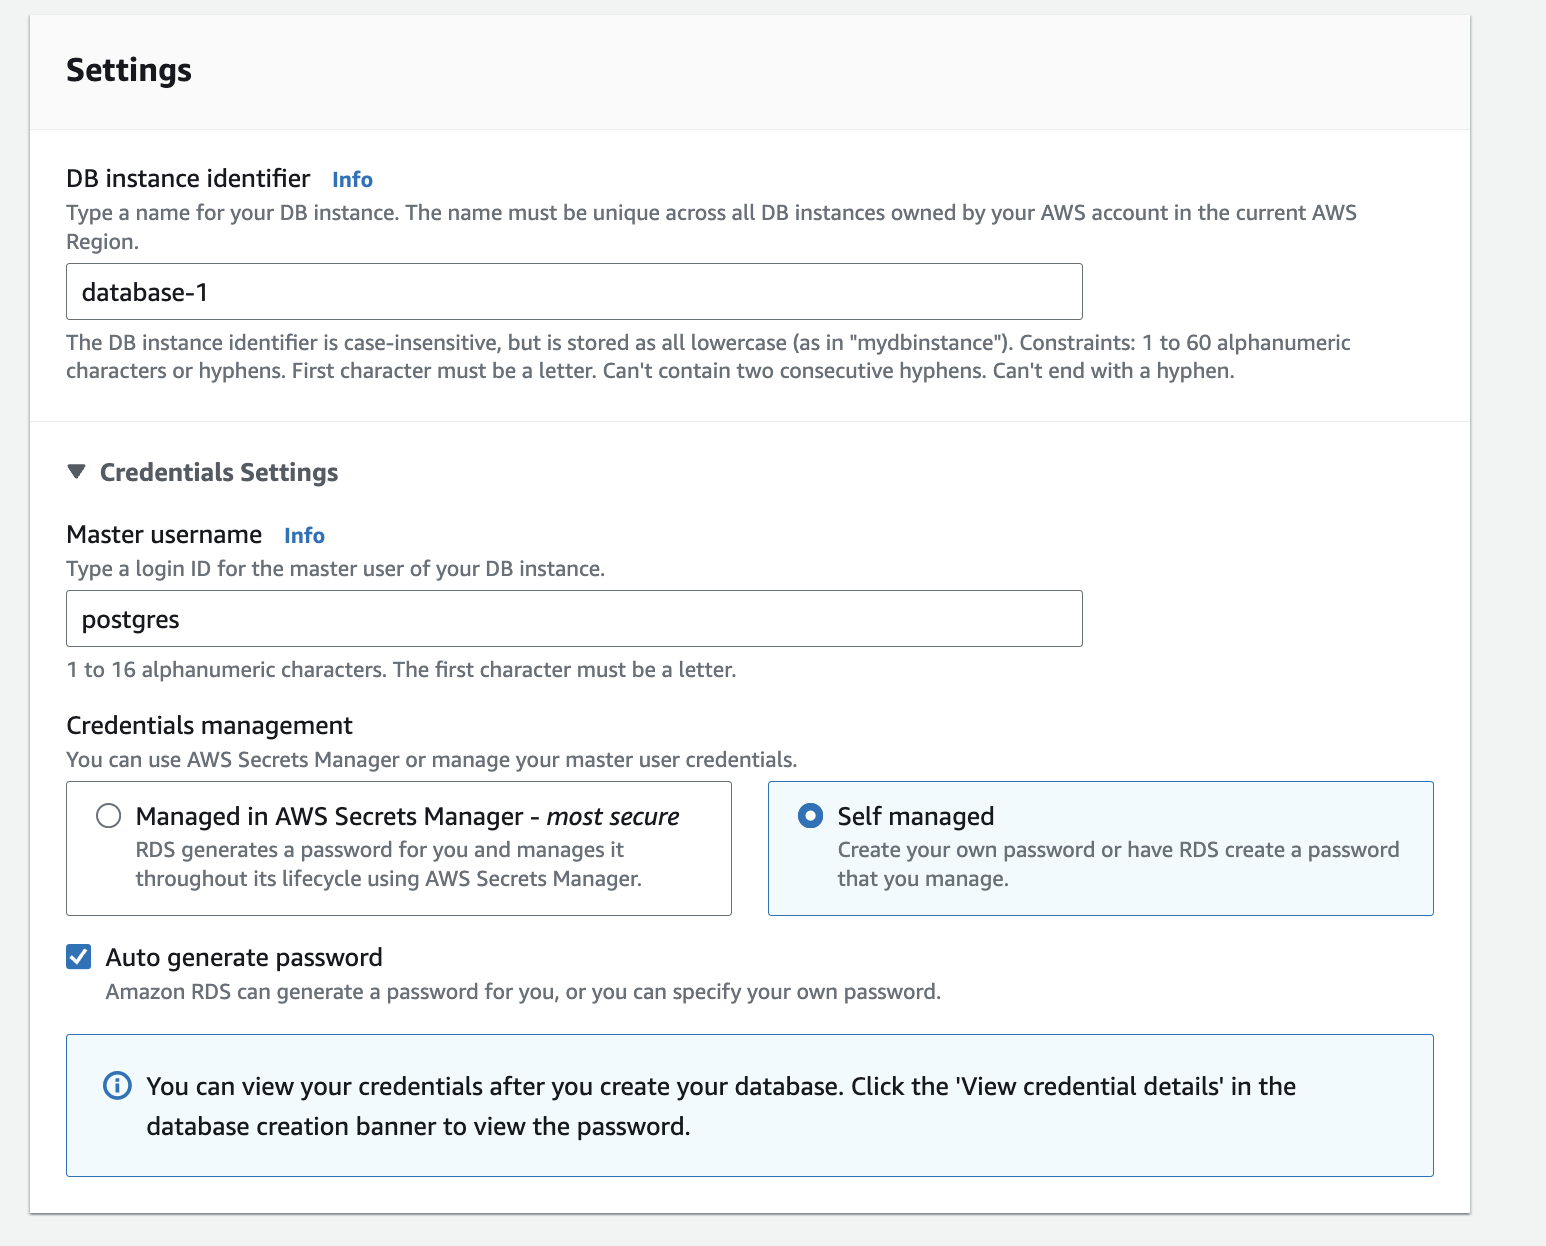 Settings
DB instance identifier Info
Type a name for your DB instance. The name must be unique across all DB instances owned by your AWS account in the current AWS
Region.
database-1
The DB instance identifier is case-insensitive, but is stored as all lowercase (as in "mydbinstance"). Constraints: 1 to 60 alphanumeric
characters or hyphens. First character must be a letter. Can't contain two consecutive hyphens. Can't end with a hyphen.
Credentials Settings
Master username Info
Type a login ID for the master user of your DB instance.
postgres
1 to 16 alphanumeric characters. The first character must be a letter.
Credentials management
You can use AWS Secrets Manager or manage your master user credentials.
Managed in AWS Secrets Manager - most secure
RDS generates a password for you and manages it
throughout its lifecycle using AWS Secrets Manager.
Self managed
Create your own password or have RDS create a password
that you manage.
Auto generate password
Amazon RDS can generate a password for you, or you can specify your own password.
You can view your credentials after you create your database. Click the 'View credential details' in the
database creation banner to view the password.